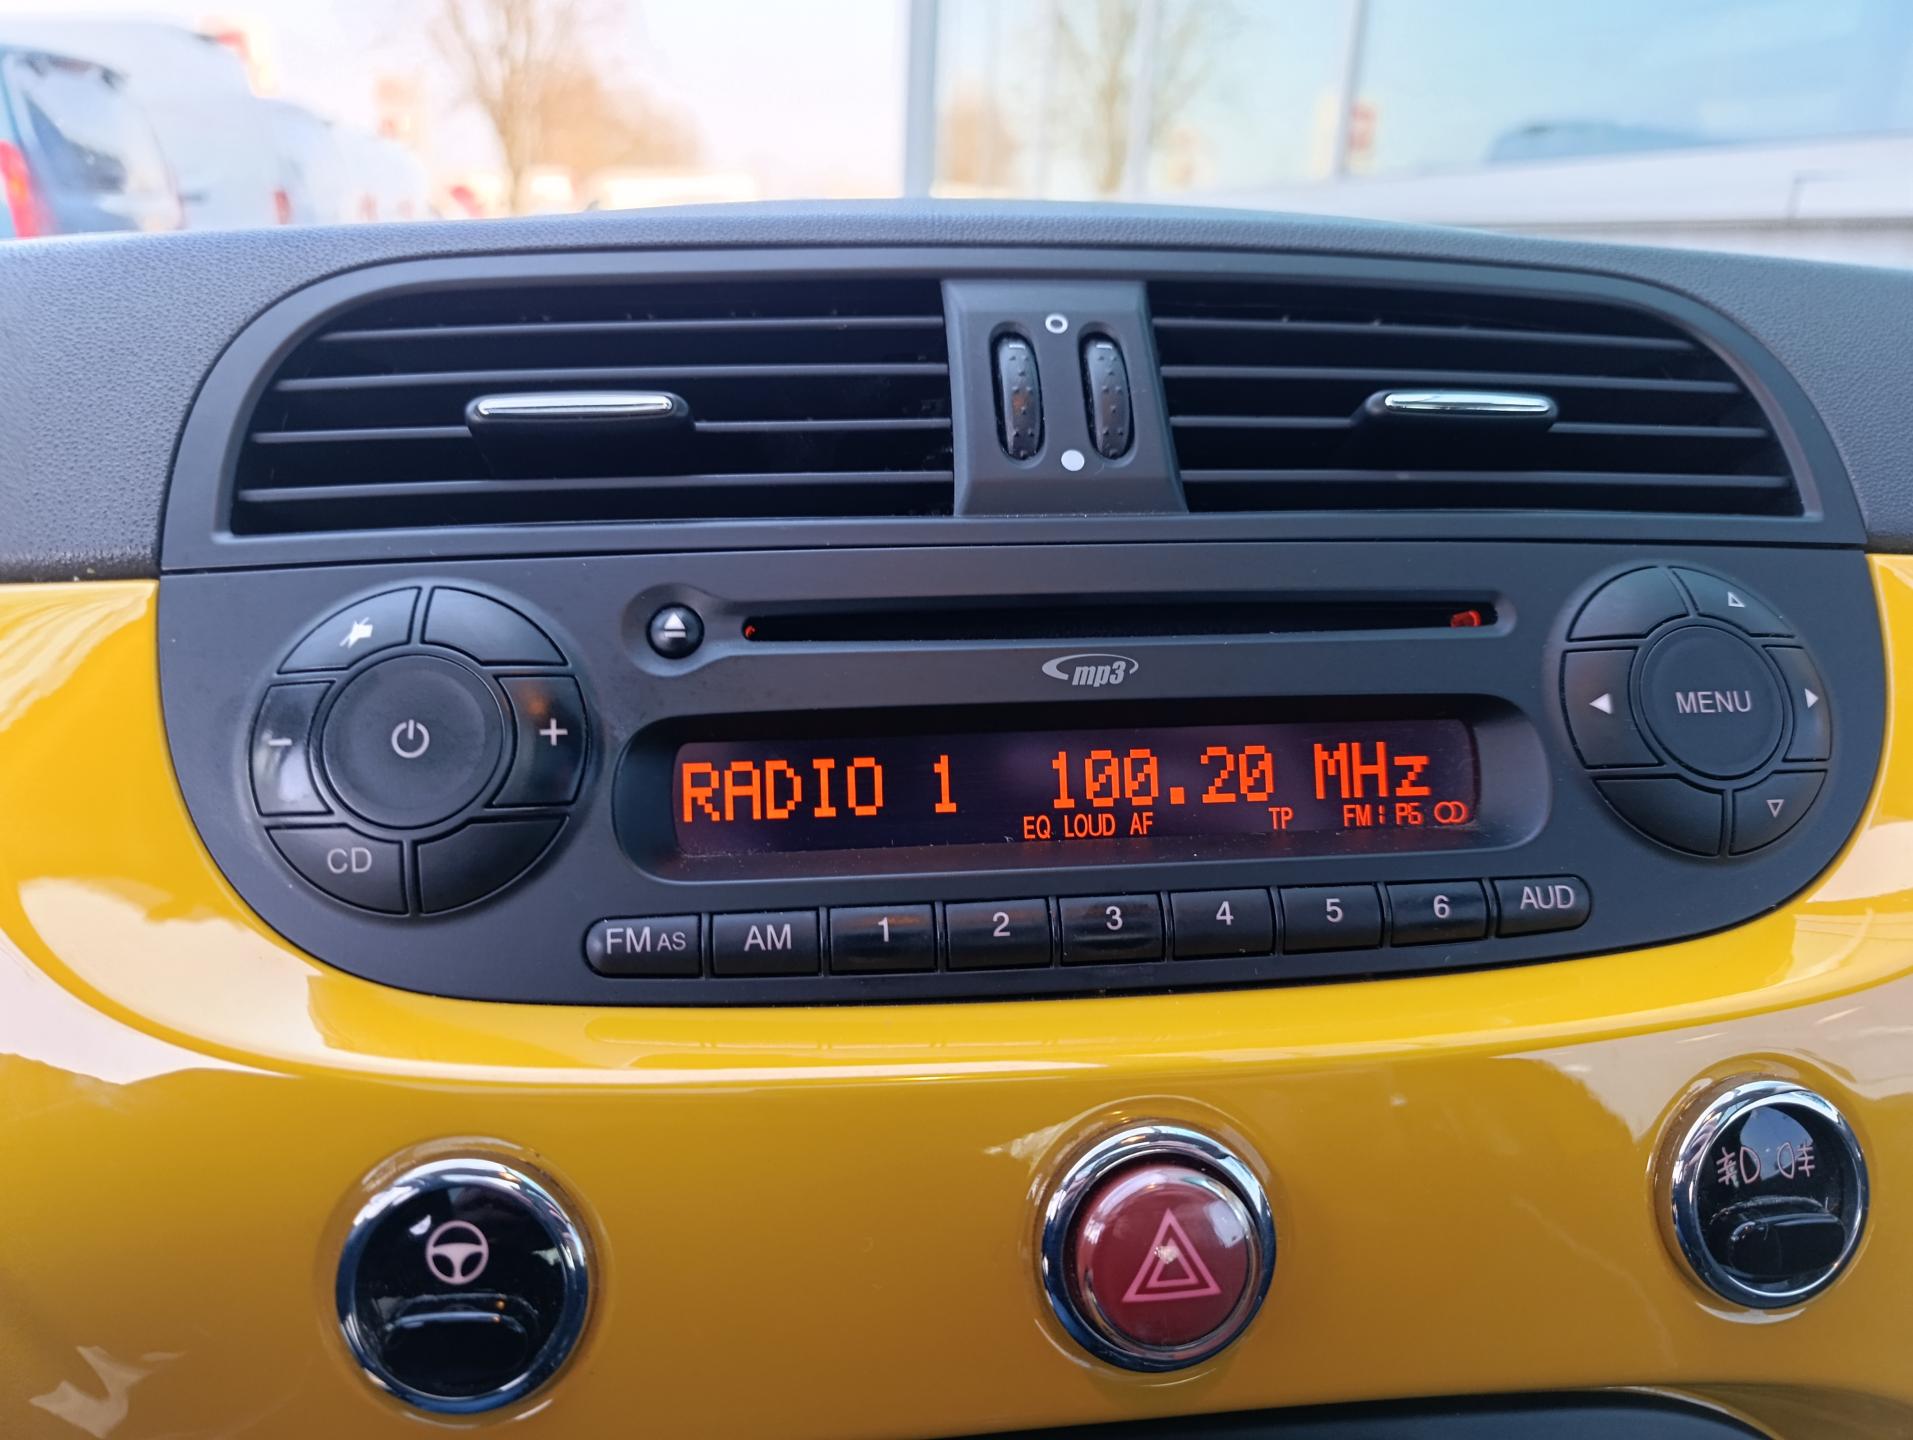 mp3
MENU
RADIO 1 100.20 MHz
EQ LOUD AF TP FM1 P5
CD
FM AS AM 1 2 3 4 5 6 AUD